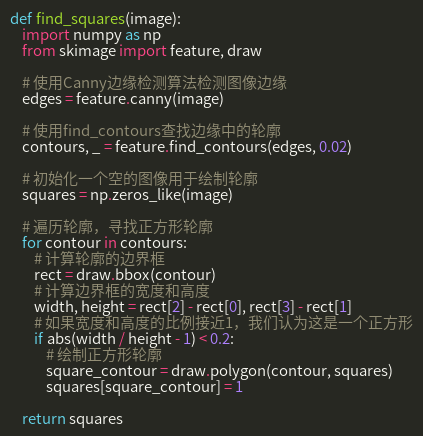 def find_squares(image):
import numpy as np
from skimage import feature, draw
# 使用Canny边缘检测算法检测图像边缘
edges = feature.canny(image)
# 使用find_contours查找边缘中的轮廓
contours, _ = feature.find_contours(edges, 0.02)
# 初始化一个空的图像用于绘制轮廓
squares = np.zeros_like(image)
# 遍历轮廓，寻找正方形轮廓
for contour in contours:
# 计算轮廓的边界框
rect = draw.bbox(contour)
# 计算边界框的宽度和高度
width, height = rect[2] - rect[0], rect[3] - rect[1]
# 如果宽度和高度的比例接近1，我们认为这是一个正方形
if abs(width / height - 1) < 0.2:
# 绘制正方形轮廓
square_contour = draw.polygon(contour, squares)
squares[square_contour] = 1
return squares